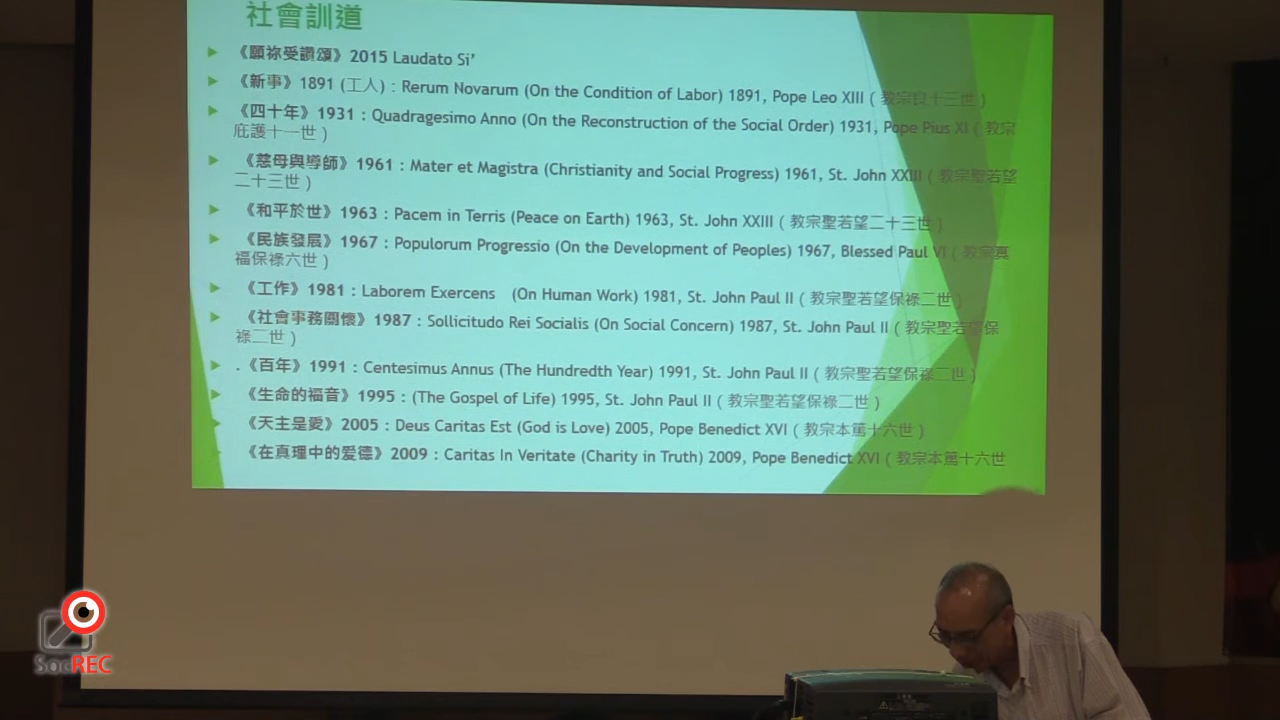 社會訓道
《願祢受讚頌》2015 Laudato Si’
《新事》1891 (工人) : Rerum Novarum (On the Condition of Labor) 1891, Pope Leo XIII ( 教宗良十三世 )
《四十年》1931 : Quadragesimo Anno (On the Reconstruction of the Social Order) 1931, Pope Pius XI ( 教宗
庇護十一世 )
《慈母與導師》1961 : Mater et Magistra (Christianity and Social Progress) 1961, St. John XXIII ( 教宗聖若望
二十三世 )
《和平於世》1963 : Pacem in Terris (Peace on Earth) 1963, St. John XXIII ( 教宗聖若望二十三世 )
《民族發展》1967 : Populorum Progressio (On the Development of Peoples) 1967, Blessed Paul VI ( 教宗真
福保祿六世 )
《工作》1981 : Laborem Exercens (On Human Work) 1981, St. John Paul II ( 教宗聖若望保祿二世 )
《社會事務關懷》1987 : Sollicitudo Rei Socialis (On Social Concern) 1987, St. John Paul II ( 教宗聖若望保
祿二世 )
.《百年》1991 : Centesimus Annus (The Hundredth Year) 1991, St. John Paul II ( 教宗聖若望保祿二世 )
《生命的福音》1995 : (The Gospel of Life) 1995, St. John Paul II ( 教宗聖若望保祿二世 )
《天主是愛》2005 : Deus Caritas Est (God is Love) 2005, Pope Benedict XVI ( 教宗本篤十六世 )
《在真理中的爱德》2009 : Caritas In Veritate (Charity in Truth) 2009, Pope Benedict XVI ( 教宗本篤十六世
SocREC